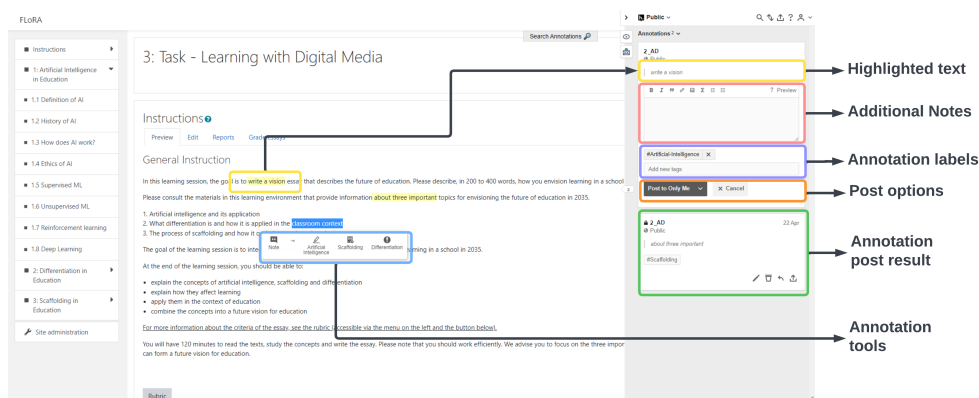 FLoRA
Public
Search Annotations
Annotations 2
Instructions
1: Artificial Intelligence
in Education
1.1 Definition of AI
1.2 History of AI
1.3 How does AI work?
1.4 Ethics of AI
1.5 Supervised ML
1.6 Unsupervised ML
1.7 Reinforcement learning
1.8 Deep Learning
2: Differentiation in
Education
3: Scaffolding in
Education
Site administration
3: Task - Learning with Digital Media
Instructions
Preview Edit Reports Grade essays
General Instruction
In this learning session, the goal is to write a vision essay that describes the future of education. Please describe, in 200 to 400 words, how you envision learning in a school
Please consult the materials in this learning environment that provide information about three important topics for envisioning the future of education in 2035.
1. Artificial intelligence and its application
2. What differentiation is and how it is applied in the classroom context
3. The process of scaffolding and how it
Note
Artificial
Intelligence
Scaffolding
Differentiation
The goal of the learning session is to rning in a school in 2035.
At the end of the learning session, you should be able to:
explain the concepts of artificial intelligence, scaffolding and differentiation
explain how they affect learning
apply them in the context of education
combine the concepts into a future vision for education
For more information about the criteria of the essay, see the rubric (accessible via the menu on the left and the button below).
You will have 120 minutes to read the texts, study the concepts and write the essay. Please note that you should work efficiently. We advise you to focus on the three impor
can form a future vision for education.
Rubric
2_AD
Public
write a vision
B I ? Preview
#Artificial-Intelligence X
Add new tags
2
Post to Only Me X Cancel
2_AD 22 Apr
Public
about three important
#Scaffolding
Highlighted text
Additional Notes
Annotation labels
Post options
Annotation
post result
Annotation
tools